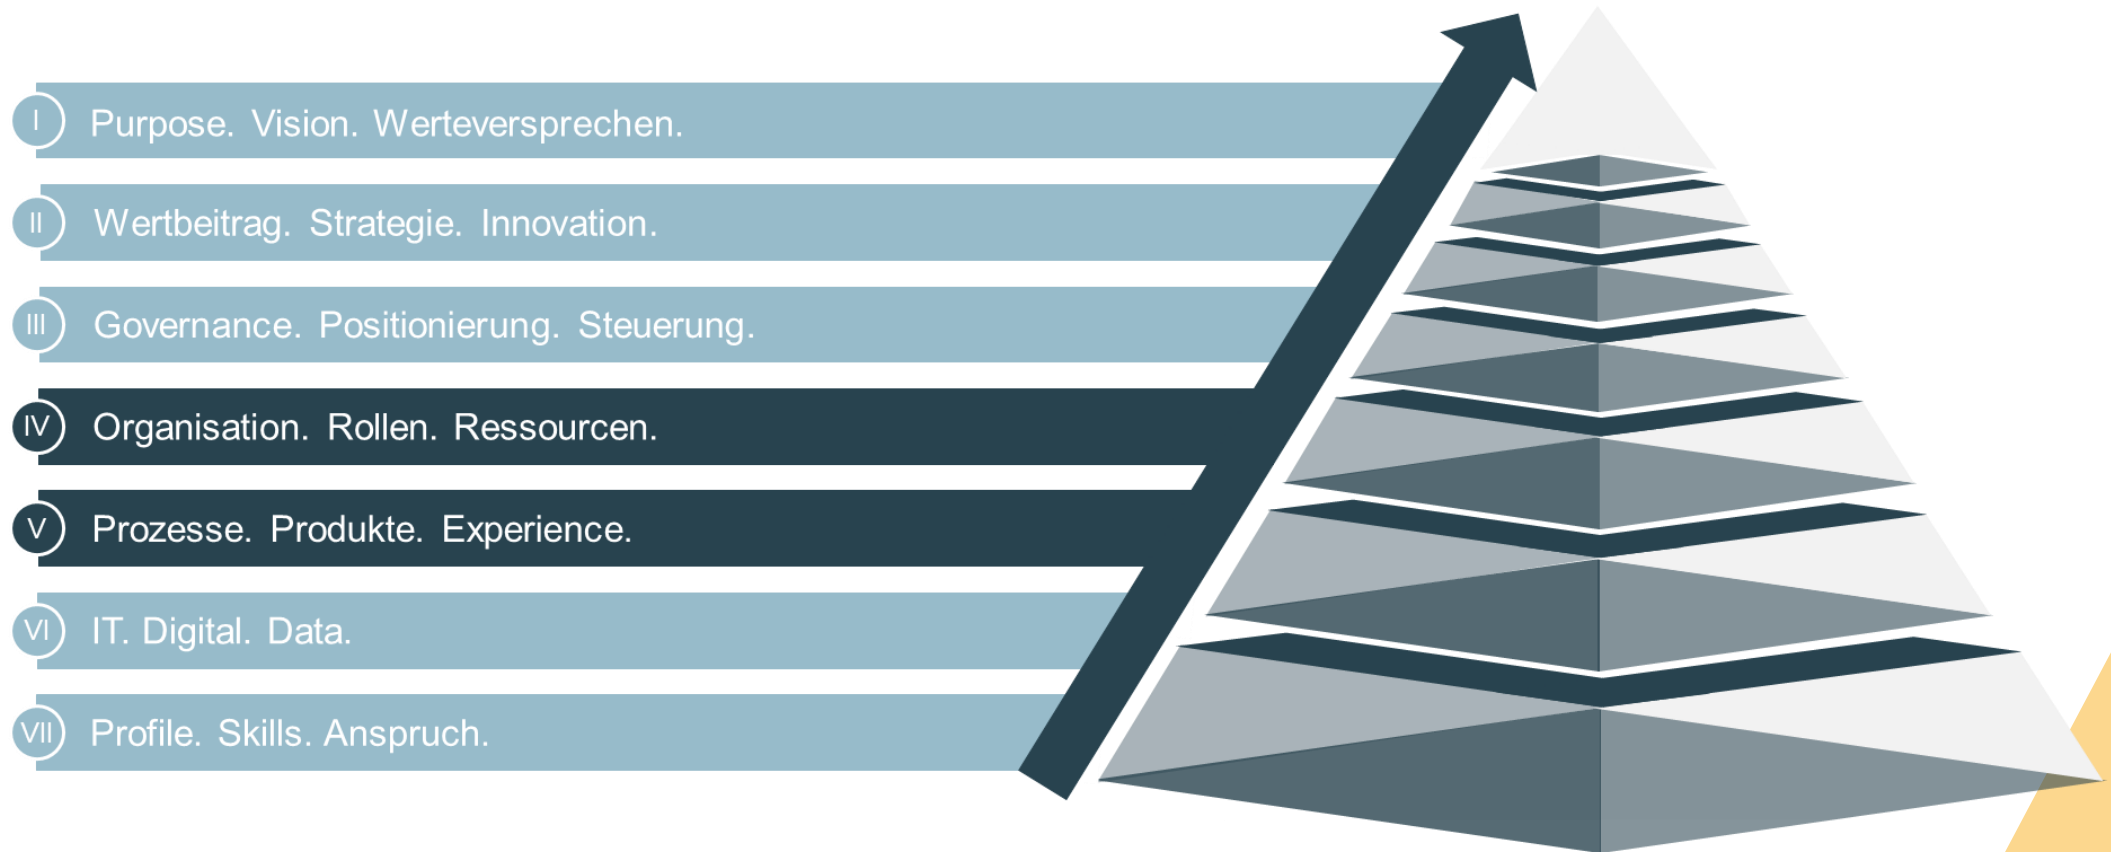 I Purpose. Vision. Werteversprechen.
II Wertbeitrag. Strategie. Innovation.
III Governance. Positionierung. Steuerung.
IV Organisation. Rollen. Ressourcen.
V Prozesse. Produkte. Experience.
VI IT. Digital. Data.
VII Profile. Skills. Anspruch.